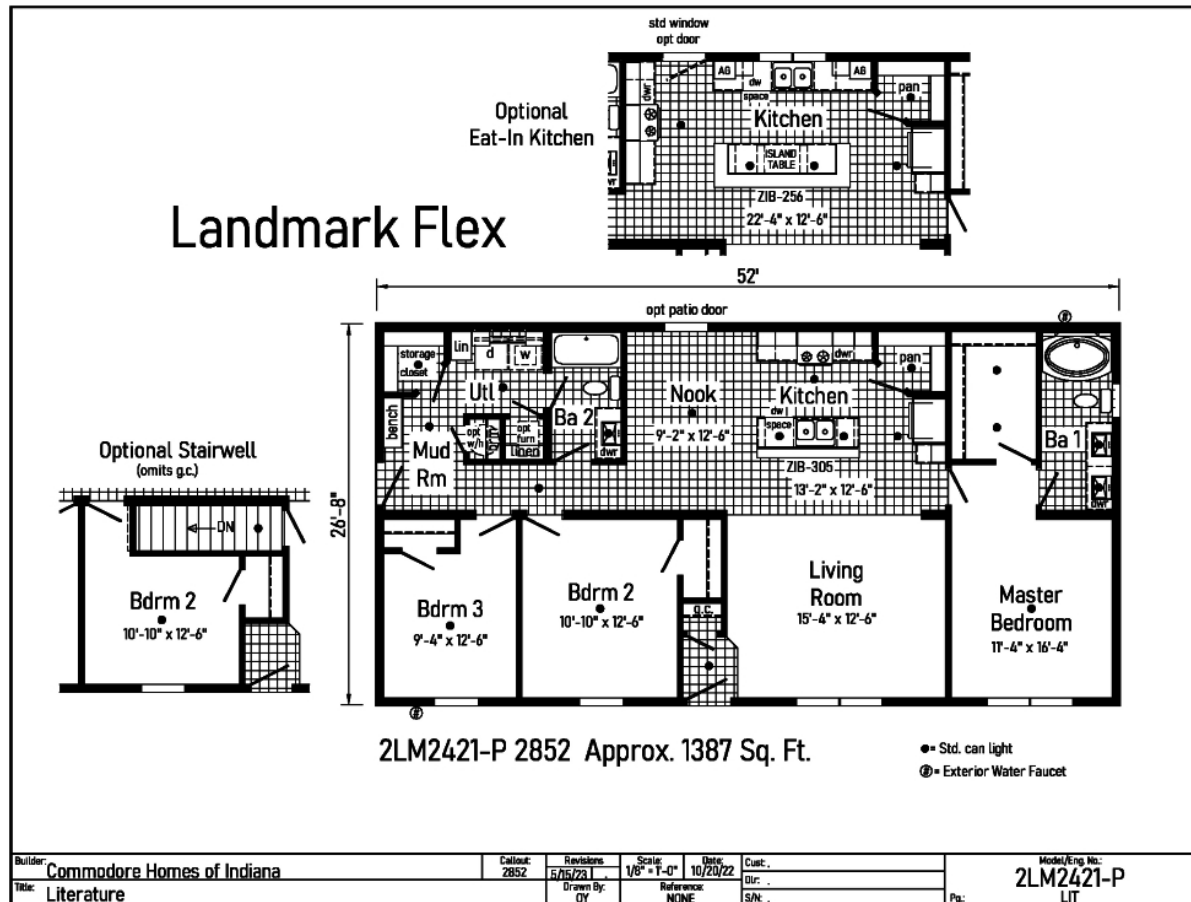 std window
opt door
Optional
Eat-In Kitchen
AG
dw
space
AG
dwr
pan
Kitchen
ISLAND
TABLE
dwr
ZIB-256
22'-4" x 12'-6"
Landmark Flex
52'
opt patio door
26'-8"
storage
closet
lin
d
w
Utl
bench
Mud
Rm
opt
w/h
opt
furn
linen
Ba 2
dwr
Nook
9'-2" x 12'-6"
dwr
Kitchen
dw
space
ZIB-305
13'-2" x 12'-6"
pan
Ba 1
dwr
Optional Stairwell
(omits g.c.)
DN
Bdrm 2
10'-10" x 12'-6"
Bdrm 3
9'-4" x 12'-6"
Bdrm 2
10'-10" x 12'-6"
g.c.
Living
Room
15'-4" x 12'-6"
Master
Bedroom
11'-4" x 16'-4"
2LM2421-P 2852 Approx. 1387 Sq. Ft.
= Std. can light
= Exterior Water Faucet
Builder: Commodore Homes of Indiana
Title: Literature
Callout:
2852
Revisions
5/15/23
Scale:
1/8" = 1'-0"
Date:
10/20/22
Drawn By:
OY
Reference:
NONE
Cust: .
Dlr: .
S/N: .
Model/Eng. No.:
2LM2421-P
Pg.: LIT